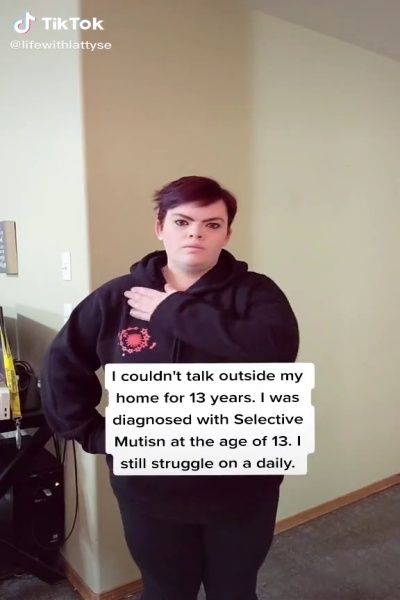 TikTok
@lifewithlattyse
I couldn't talk outside my
home for 13 years. I was
diagnosed with Selective
Mutisn at the age of 13. I
still struggle on a daily.